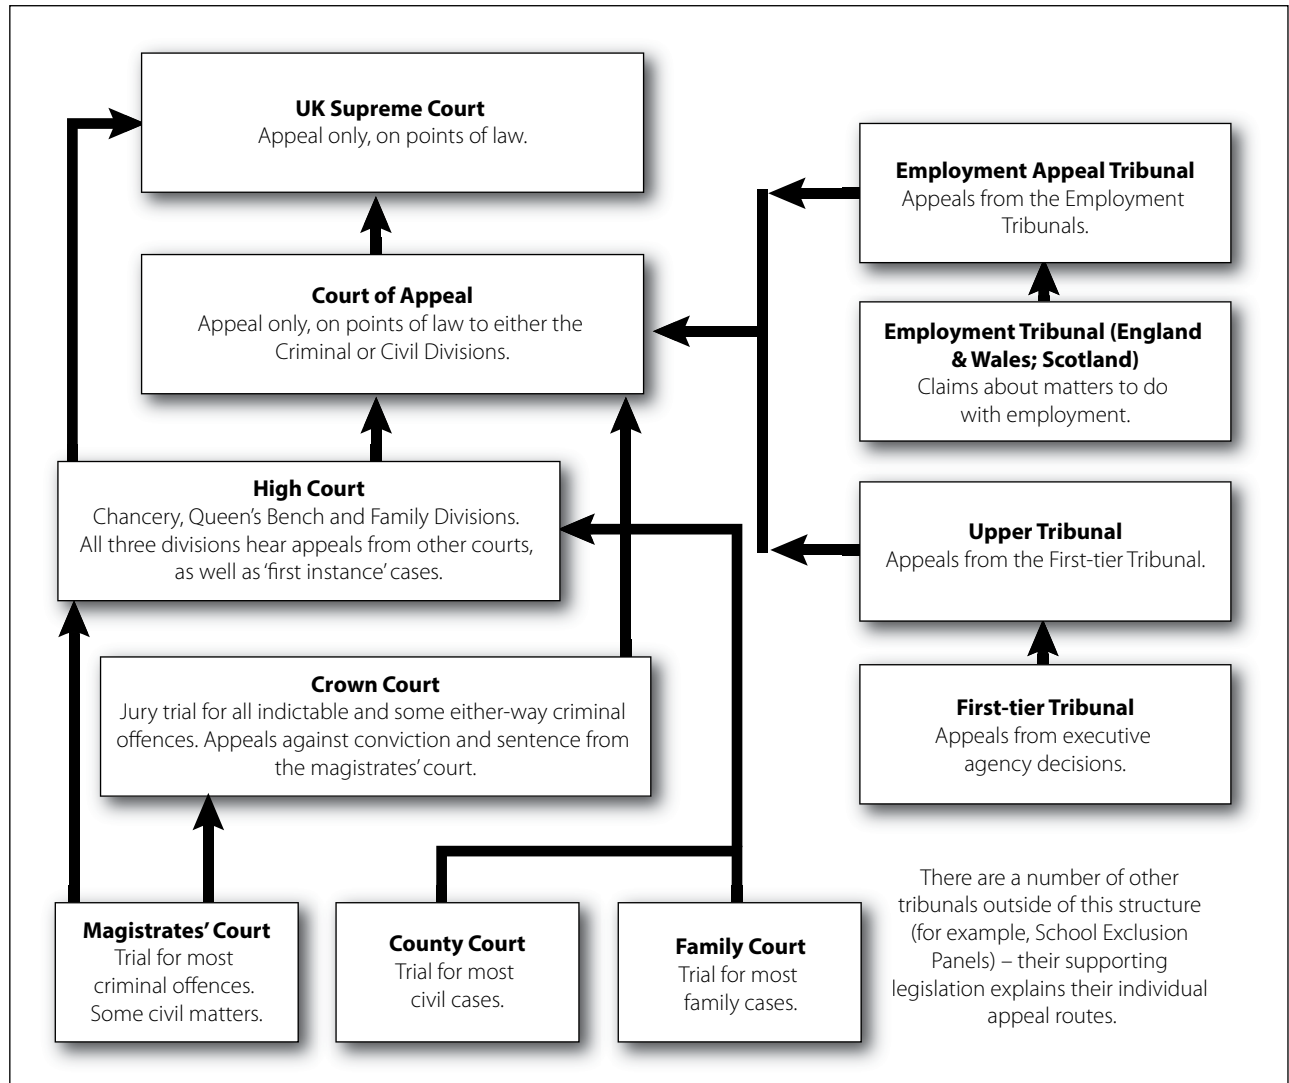 UK Supreme Court
Appeal only, on points of law.
Court of Appeal
Appeal only, on points of law to either the
Criminal or Civil Divisions.
High Court
Chancery, Queen's Bench and Family Divisions.
All three divisions hear appeals from other courts,
as well as 'first instance' cases.
Crown Court
Jury trial for all indictable and some either-way criminal
offences. Appeals against conviction and sentence from
the magistrates' court.
Magistrates' Court
Trial for most
criminal offences.
Some civil matters.
County Court
Trial for most
civil cases.
Family Court
Trial for most
family cases.
Employment Appeal Tribunal
Appeals from the Employment
Tribunals.
Employment Tribunal (England
& Wales; Scotland)
Claims about matters to do
with employment.
Upper Tribunal
Appeals from the First-tier Tribunal.
First-tier Tribunal
Appeals from executive
agency decisions.
There are a number of other
tribunals outside of this structure
(for example, School Exclusion
Panels) – their supporting
legislation explains their individual
appeal routes.